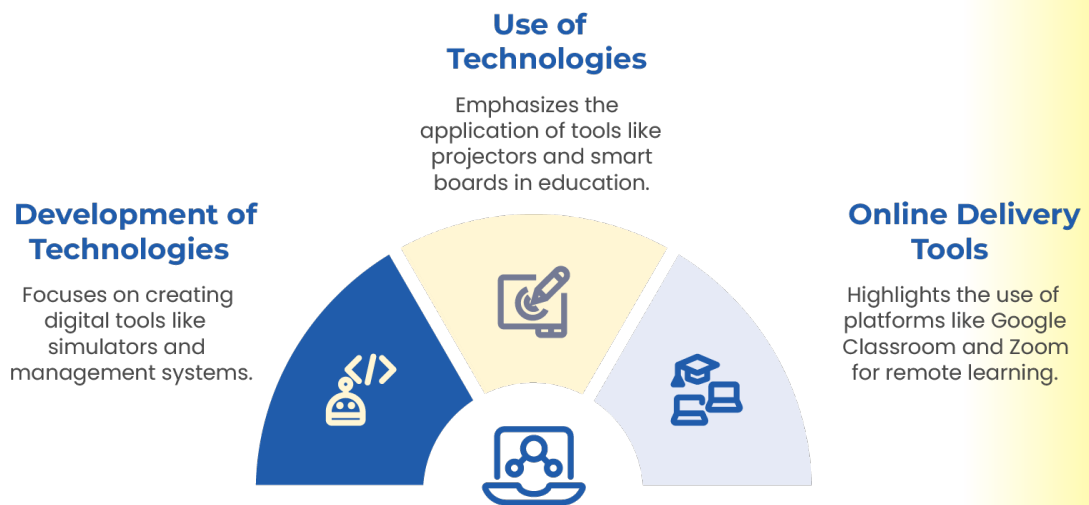 Use of
Technologies
Emphasizes the
application of tools like
projectors and smart
boards in education.
Development of
Technologies
Focuses on creating
digital tools like
simulators and
management systems.
Online Delivery
Tools
Highlights the use of
platforms like Google
Classroom and Zoom
for remote learning.